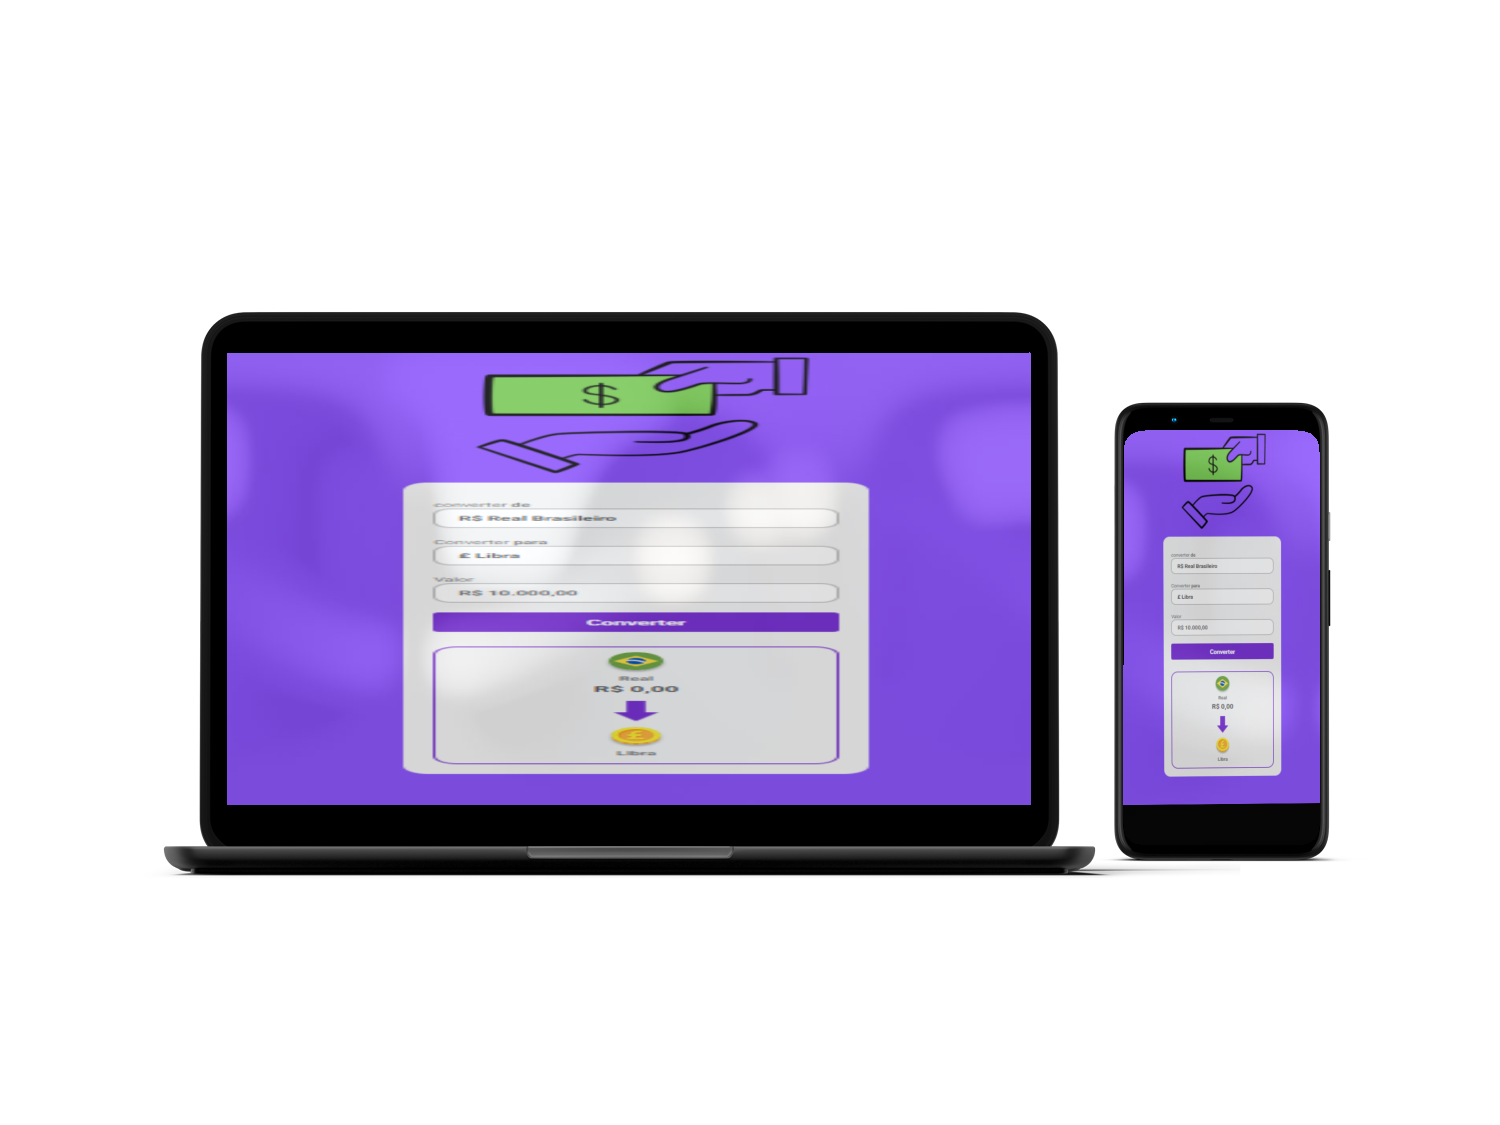 $
converter de
R$ Real Brasileiro
Converter para
£ Libra
Valor
R$ 10.000,00
Converter
Real
R$ 0,00
£
Libra
$
converter de
R$ Real Brasileiro
Converter para
£ Libra
Valor
R$ 10.000,00
Converter
Real
R$ 0,00
£
Libra